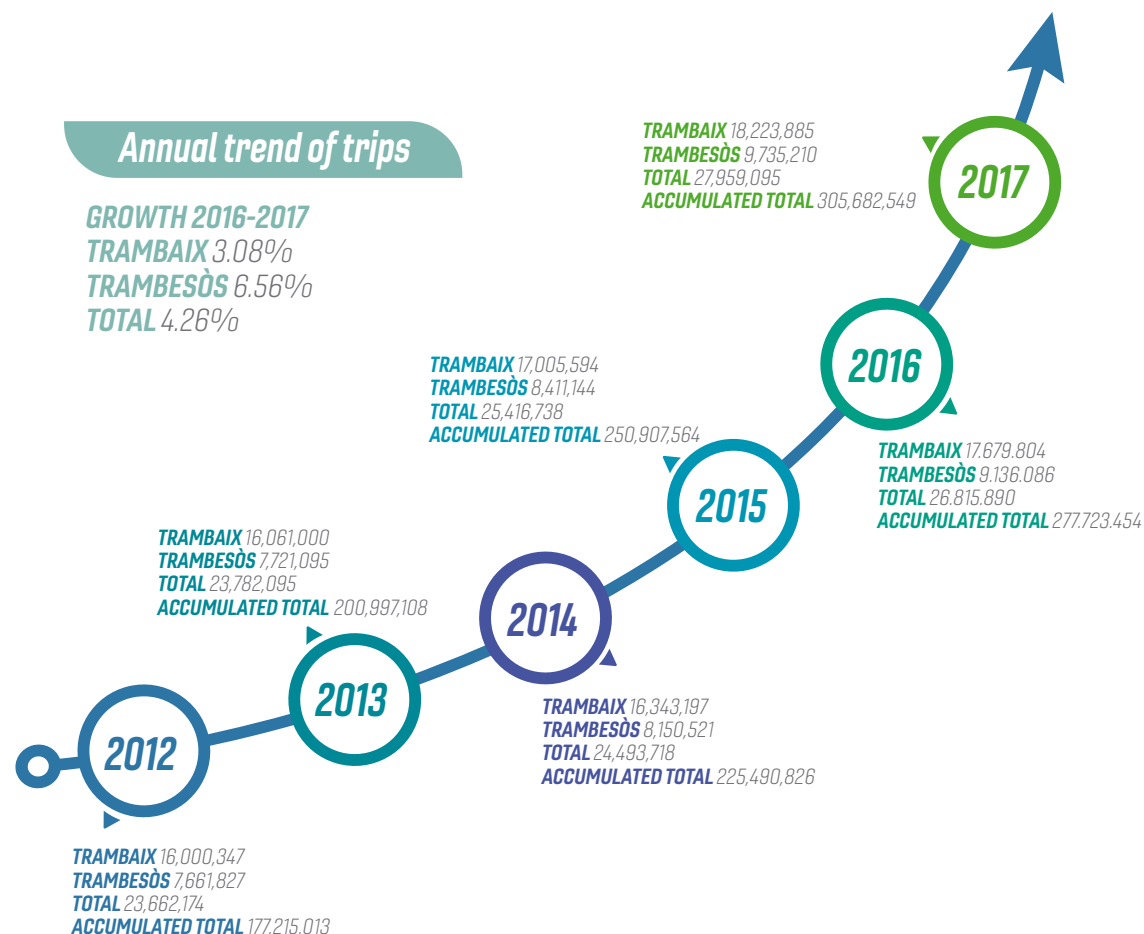 Annual trend of trips
GROWTH 2016-2017
TRAMBAIX 3.08%
TRAMBESÒS 6.56%
TOTAL 4.26%
TRAMBAIX 18,223,885
TRAMBESÒS 9,735,210
TOTAL 27,959,095
ACCUMULATED TOTAL 305,682,549
2017
2016
TRAMBAIX 17.679.804
TRAMBESÒS 9.136.086
TOTAL 26.815.890
ACCUMULATED TOTAL 277.723.454
TRAMBAIX 17,005,594
TRAMBESÒS 8,411,144
TOTAL 25,416,738
ACCUMULATED TOTAL 250,907,564
2015
TRAMBAIX 16,061,000
TRAMBESÒS 7,721,095
TOTAL 23,782,095
ACCUMULATED TOTAL 200,997,108
2013
2014
TRAMBAIX 16,343,197
TRAMBESÒS 8,150,521
TOTAL 24,493,718
ACCUMULATED TOTAL 225,490,826
2012
TRAMBAIX 16,000,347
TRAMBESÒS 7,661,827
TOTAL 23,662,174
ACCUMULATED TOTAL 177.215.013